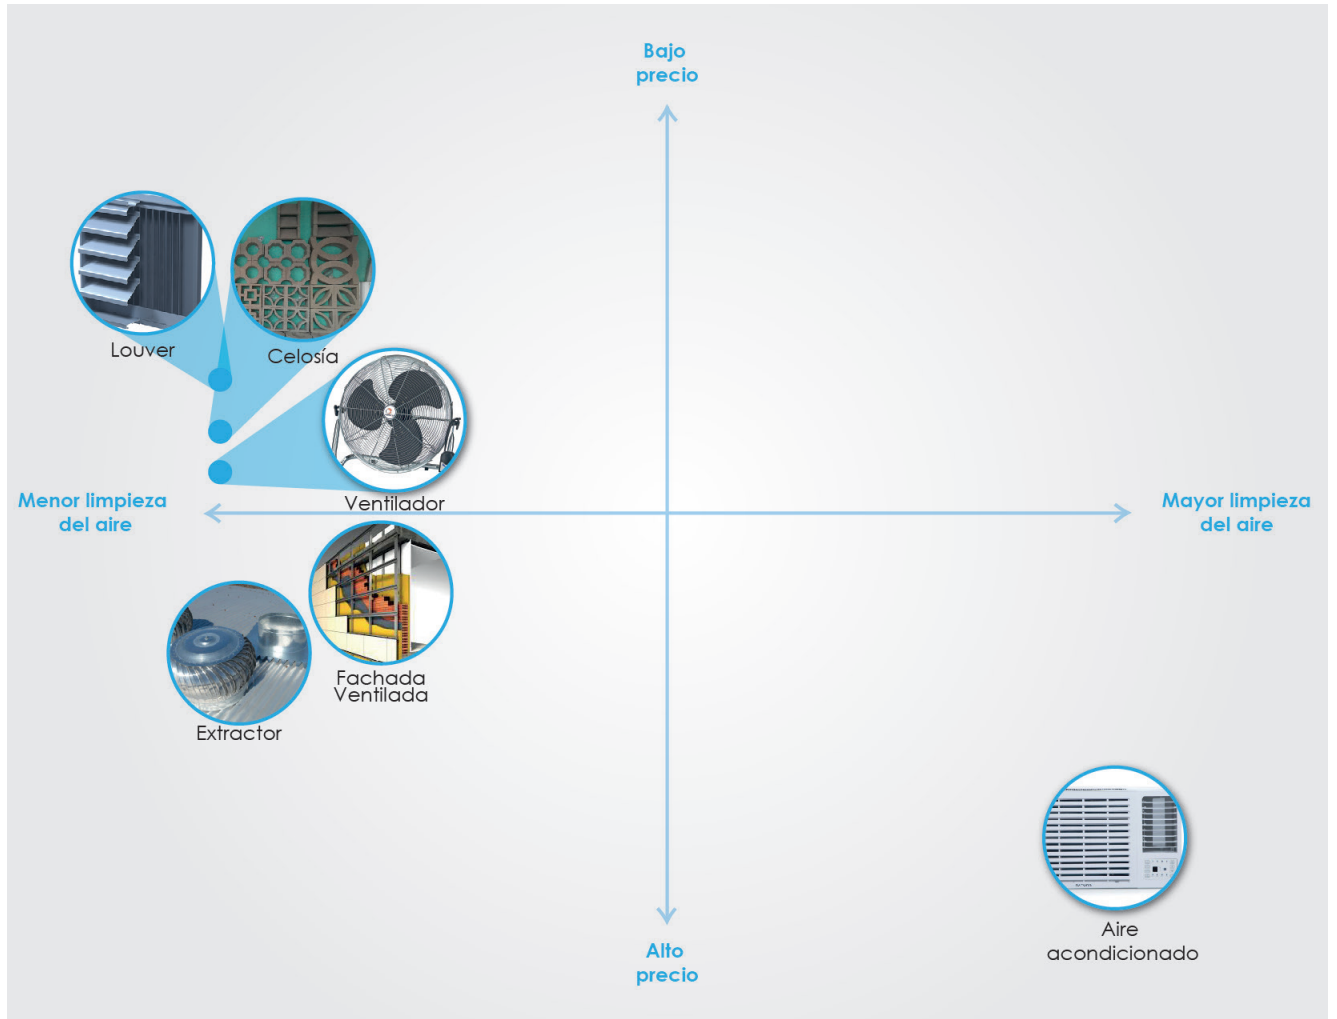 Bajo
precio
Louver
Celosía
Ventilador
Menor limpieza
del aire
Mayor limpieza
del aire
Fachada
Ventilada
Extractor
Aire
acondicionado
Alto
precio